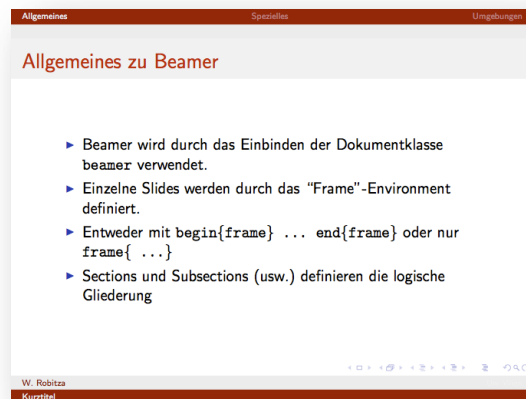 Allgemeines Spezielles Umgebungen
Allgemeines zu Beamer
Beamer wird durch das Einbinden der Dokumentklasse
beamer verwendet.
Einzelne Slides werden durch das “Frame”-Environment
definiert.
Entweder mit begin{frame} ... end{frame} oder nur
frame{ ...}
Sections und Subsections (usw.) definieren die logische
Gliederung
W. Robitza
Kurztitel